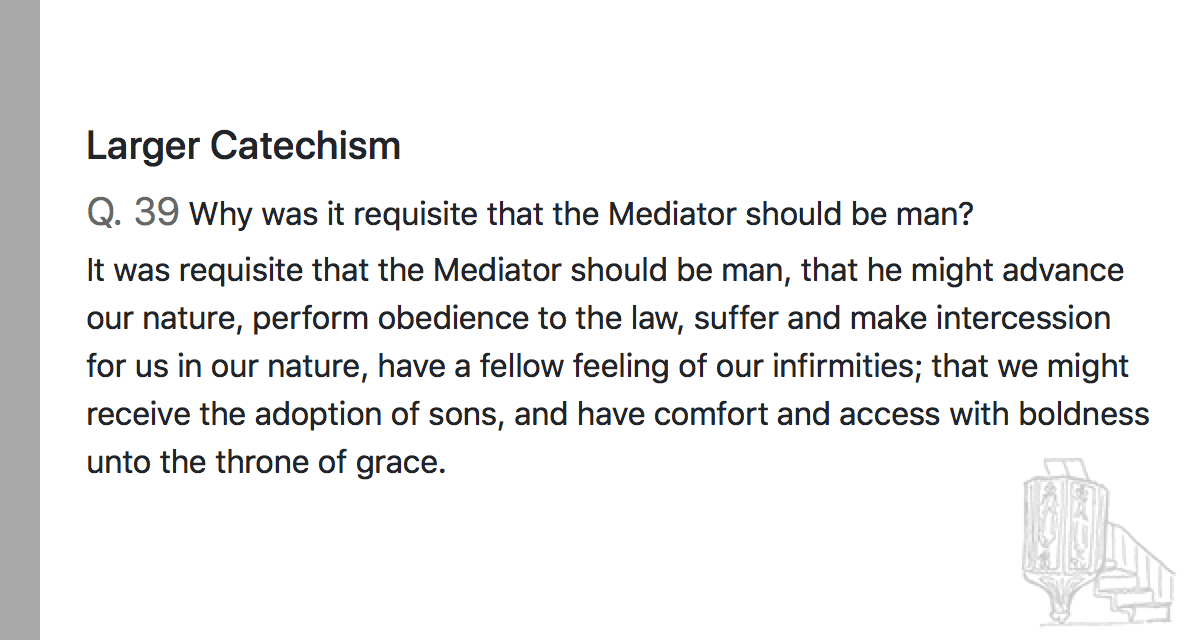 Larger Catechism
Q. 39 Why was it requisite that the Mediator should be man?
It was requisite that the Mediator should be man, that he might advance
our nature, perform obedience to the law, suffer and make intercession
for us in our nature, have a fellow feeling of our infirmities; that we might
receive the adoption of sons, and have comfort and access with boldness
unto the throne of grace.